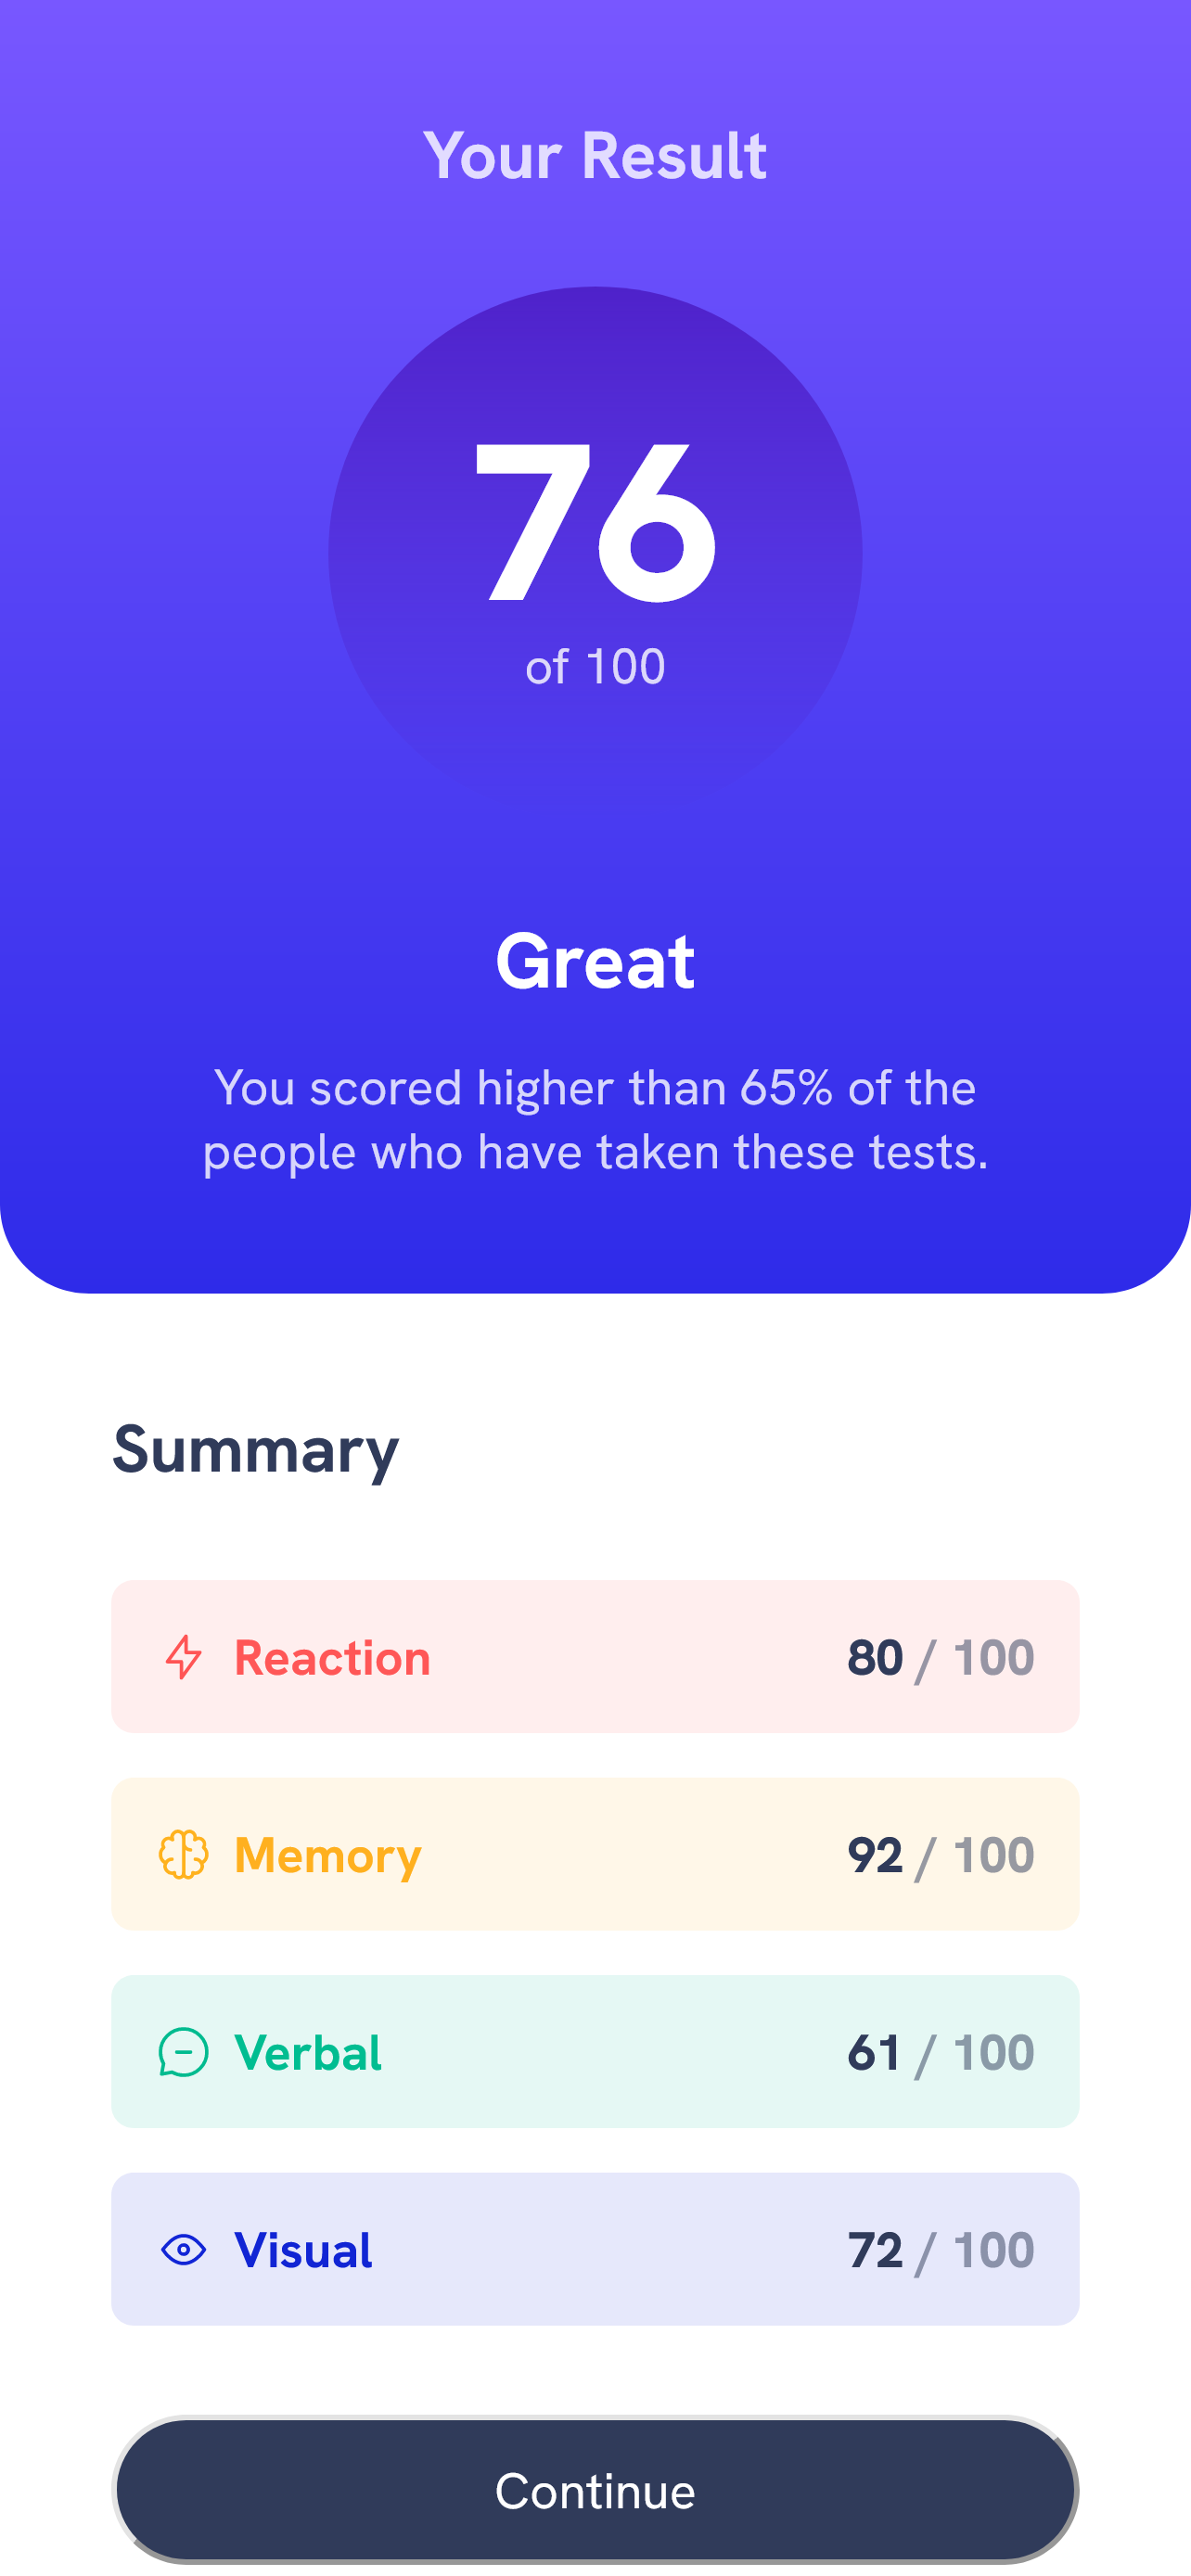 Your Result
76
of 100
Great
You scored higher than 65% of the
people who have taken these tests.
Summary
Reaction 80 / 100
Memory 92 / 100
Verbal 61 / 100
Visual 72 / 100
Continue